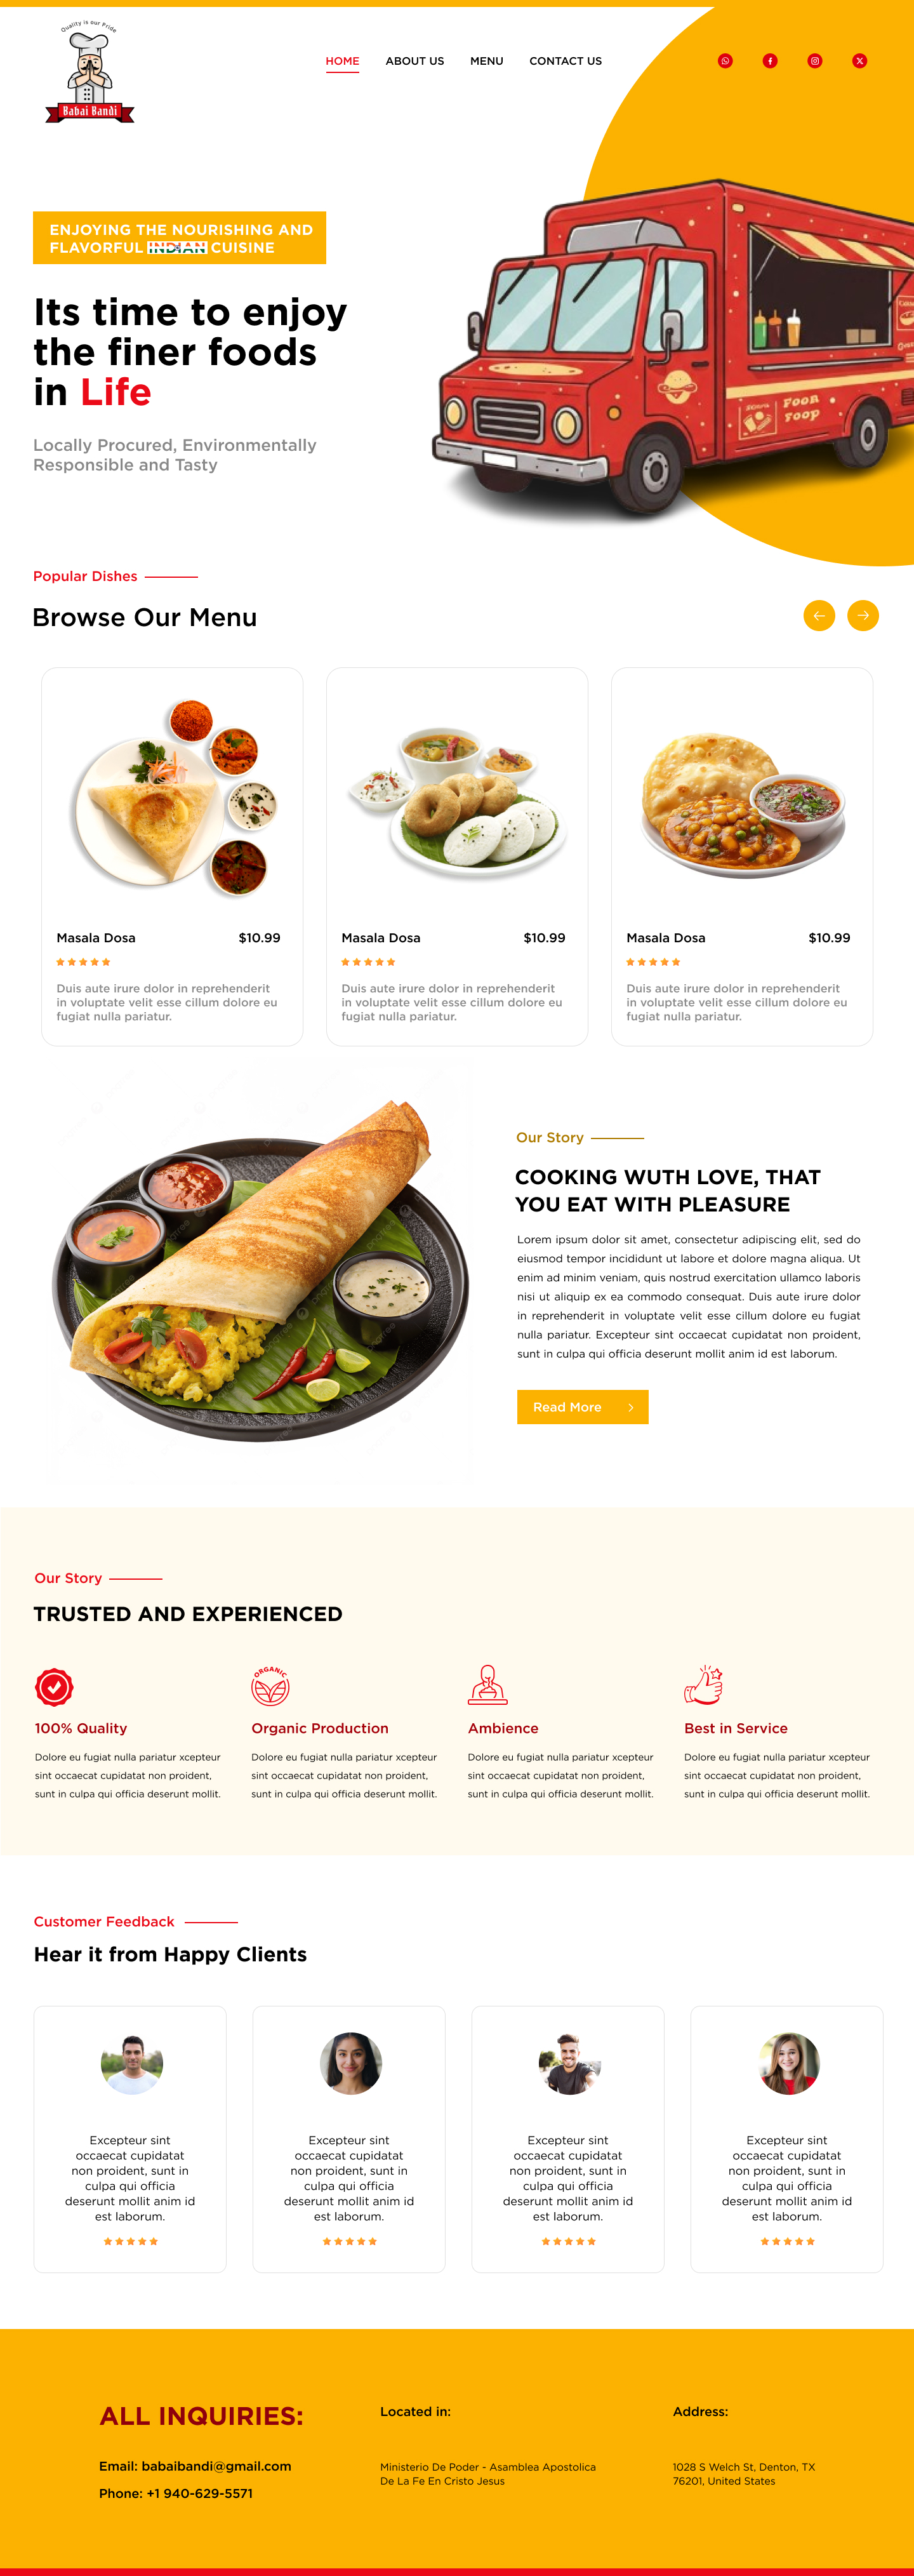 Quality is our Pride
Babai Bandi
HOME ABOUT US MENU CONTACT US
ENJOYING THE NOURISHING AND
FLAVORFUL INDIAN CUISINE
Its time to enjoy
the finer foods
in Life
Locally Procured, Environmentally
Responsible and Tasty
FOOR
FOOP
Popular Dishes
Browse Our Menu
Masala Dosa $10.99
Duis aute irure dolor in reprehenderit
in voluptate velit esse cillum dolore eu
fugiat nulla pariatur.
Masala Dosa $10.99
Duis aute irure dolor in reprehenderit
in voluptate velit esse cillum dolore eu
fugiat nulla pariatur.
Masala Dosa $10.99
Duis aute irure dolor in reprehenderit
in voluptate velit esse cillum dolore eu
fugiat nulla pariatur.
Our Story
COOKING WUTH LOVE, THAT
YOU EAT WITH PLEASURE
Lorem ipsum dolor sit amet, consectetur adipiscing elit, sed do
eiusmod tempor incididunt ut labore et dolore magna aliqua. Ut
enim ad minim veniam, quis nostrud exercitation ullamco laboris
nisi ut aliquip ex ea commodo consequat. Duis aute irure dolor
in reprehenderit in voluptate velit esse cillum dolore eu fugiat
nulla pariatur. Excepteur sint occaecat cupidatat non proident,
sunt in culpa qui officia deserunt mollit anim id est laborum.
Read More
Our Story
TRUSTED AND EXPERIENCED
100% Quality
Dolore eu fugiat nulla pariatur xcepteur
sint occaecat cupidatat non proident,
sunt in culpa qui officia deserunt mollit.
ORGANIC
Organic Production
Dolore eu fugiat nulla pariatur xcepteur
sint occaecat cupidatat non proident,
sunt in culpa qui officia deserunt mollit.
Ambience
Dolore eu fugiat nulla pariatur xcepteur
sint occaecat cupidatat non proident,
sunt in culpa qui officia deserunt mollit.
Best in Service
Dolore eu fugiat nulla pariatur xcepteur
sint occaecat cupidatat non proident,
sunt in culpa qui officia deserunt mollit.
Customer Feedback
Hear it from Happy Clients
Excepteur sint
occaecat cupidatat
non proident, sunt in
culpa qui officia
deserunt mollit anim id
est laborum.
Excepteur sint
occaecat cupidatat
non proident, sunt in
culpa qui officia
deserunt mollit anim id
est laborum.
Excepteur sint
occaecat cupidatat
non proident, sunt in
culpa qui officia
deserunt mollit anim id
est laborum.
Excepteur sint
occaecat cupidatat
non proident, sunt in
culpa qui officia
deserunt mollit anim id
est laborum.
ALL INQUIRIES:
Email: babaibandi@gmail.com
Phone: +1 940-629-5571
Located in:
Ministerio De Poder - Asamblea Apostolica
De La Fe En Cristo Jesus
Address:
1028 S Welch St, Denton, TX
76201, United States